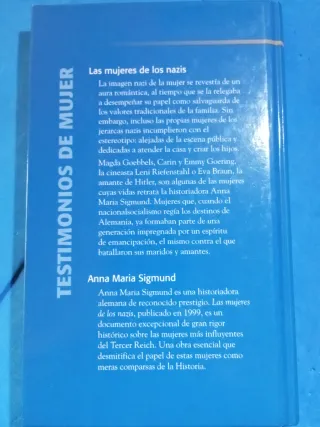 TESTIMONIOS DE MUJER
Las mujeres de los nazis
La imagen nazi de la mujer se revestía de un
aura romántica, al tiempo que se la relegaba
a desempeñar su papel como salvaguarda de
los valores tradicionales de la familia. Sin
embargo, incluso las propias mujeres de los
jerarcas nazis incumplieron con el
estereotipo: alejadas de la escena pública y
dedicadas a atender la casa y criar los hijos.
Magda Goebbels, Carin y Emmy Goering,
la cineasta Leni Riefenstahl o Eva Braun, la
amante de Hitler, son algunas de las mujeres
cuyas vidas retrata la historiadora Anna
Maria Sigmund. Mujeres que, cuando el
nacionalsocialismo regía los destinos de
Alemania, ya formaban parte de una
generación impregnada por un espíritu
de emancipación, el mismo contra el que
batallaron sus maridos y amantes.
Anna Maria Sigmund
Anna Maria Sigmund es una historiadora
alemana de reconocido prestigio. Las mujeres
de los nazis, publicado en 1999, es un
documento excepcional de gran rigor
histórico sobre las mujeres más influyentes
del Tercer Reich. Una obra esencial que
desmitifica el papel de estas mujeres como
meras comparsas de la Historia.